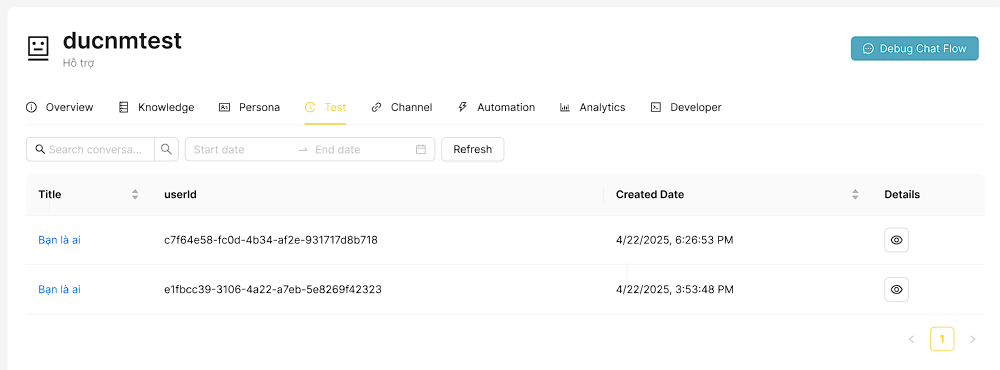 ducnmtest
Hỗ trợ
Debug Chat Flow
Overview Knowledge Persona Test Channel Automation Analytics Developer
Search conversa... Start date End date Refresh
Title userId Created Date Details
Bạn là ai c7f64e58-fc0d-4b34-af2e-931717d8b718 4/22/2025, 6:26:53 PM
Bạn là ai e1fbcc39-3106-4a22-a7eb-5e8269f42323 4/22/2025, 3:53:48 PM
1